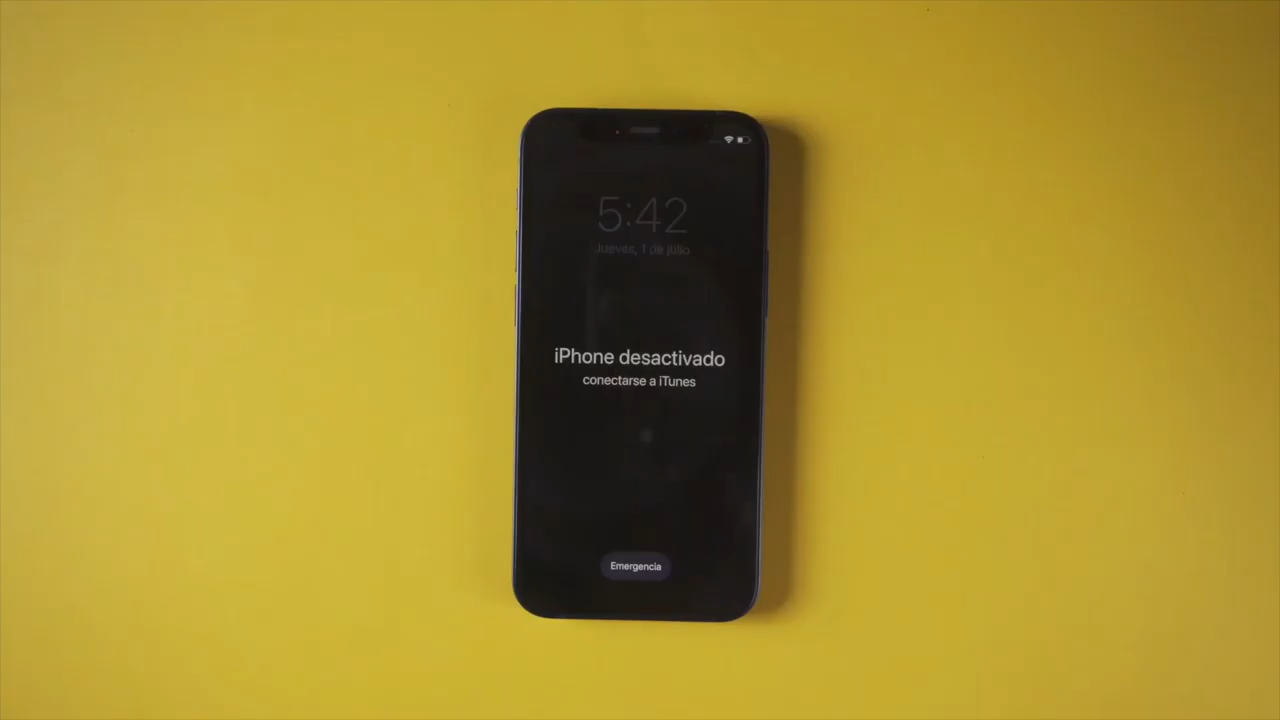 5:42
Jueves, 1 de julio
iPhone desactivado
conectarse a iTunes
Emergencia